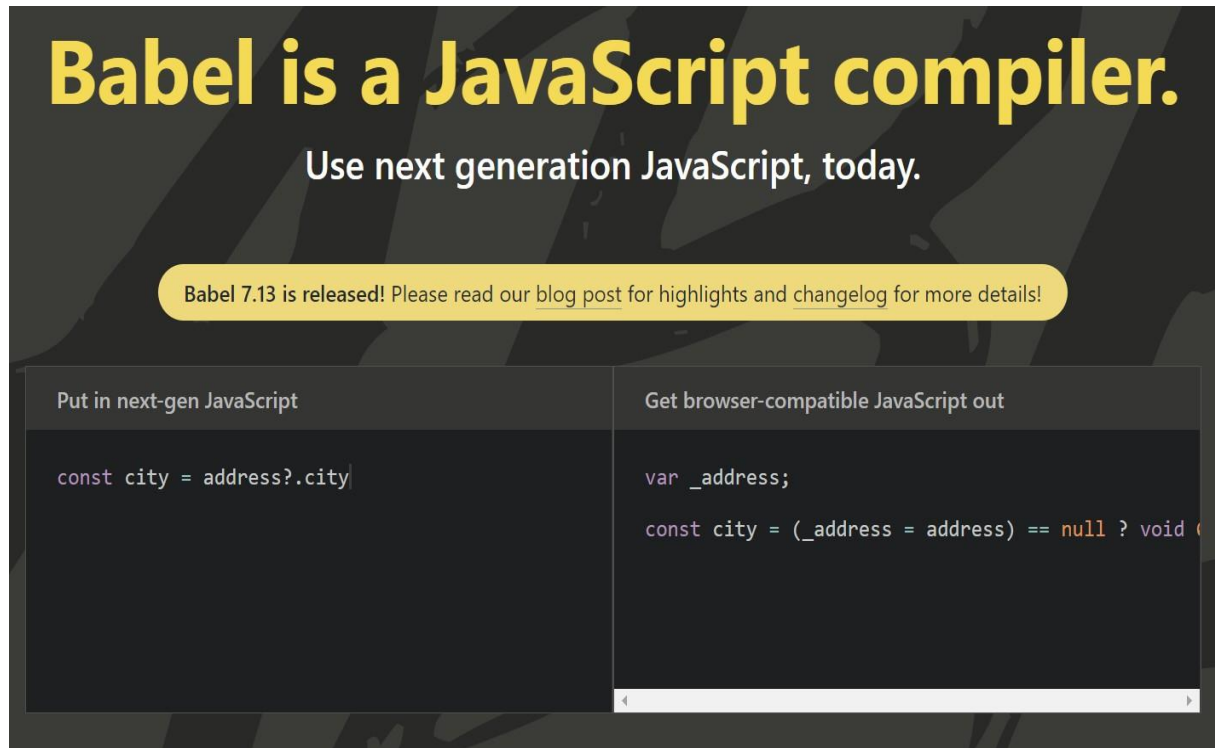 Babel is a JavaScript compiler.
Use next generation JavaScript, today.
Babel 7.13 is released! Please read our blog post for highlights and changelog for more details!
Put in next-gen JavaScript
Get browser-compatible JavaScript out
const city = address?.city
var _address;
const city = (_address = address) == null ? void